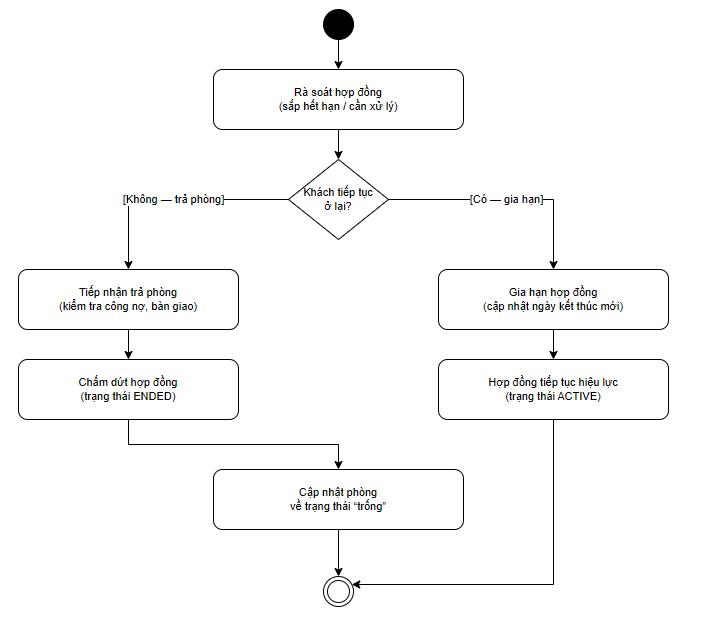 Rà soát hợp đồng
(sắp hết hạn / cần xử lý)
Khách tiếp tục
ở lại?
[Không — trả phòng]
[Có — gia hạn]
Tiếp nhận trả phòng
(kiểm tra công nợ, bàn giao)
Gia hạn hợp đồng
(cập nhật ngày kết thúc mới)
Chấm dứt hợp đồng
(trạng thái ENDED)
Hợp đồng tiếp tục hiệu lực
(trạng thái ACTIVE)
Cập nhật phòng
về trạng thái “trống”